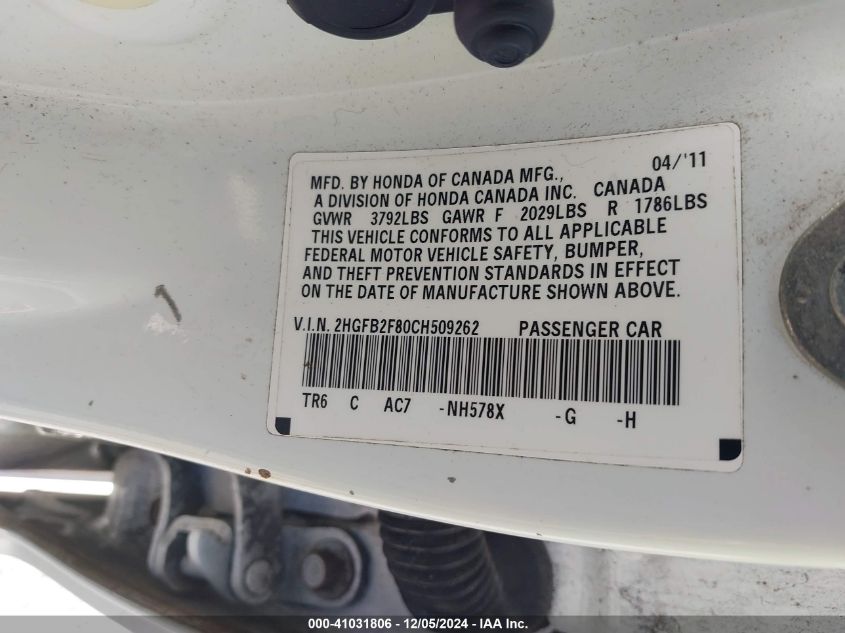 04/'11
MFD. BY HONDA OF CANADA MFG.,
A DIVISION OF HONDA CANADA INC. CANADA
GVWR 3792LBS GAWR F 2029LBS R 1786LBS
THIS VEHICLE CONFORMS TO ALL APPLICABLE
FEDERAL MOTOR VEHICLE SAFETY, BUMPER,
AND THEFT PREVENTION STANDARDS IN EFFECT
ON THE DATE OF MANUFACTURE SHOWN ABOVE.
V.I.N. 2HGFB2F80CH509262 PASSENGER CAR
TR6 C AC7 -NH578X -G -H
000-41031806 - 12/05/2024 - IAA Inc.